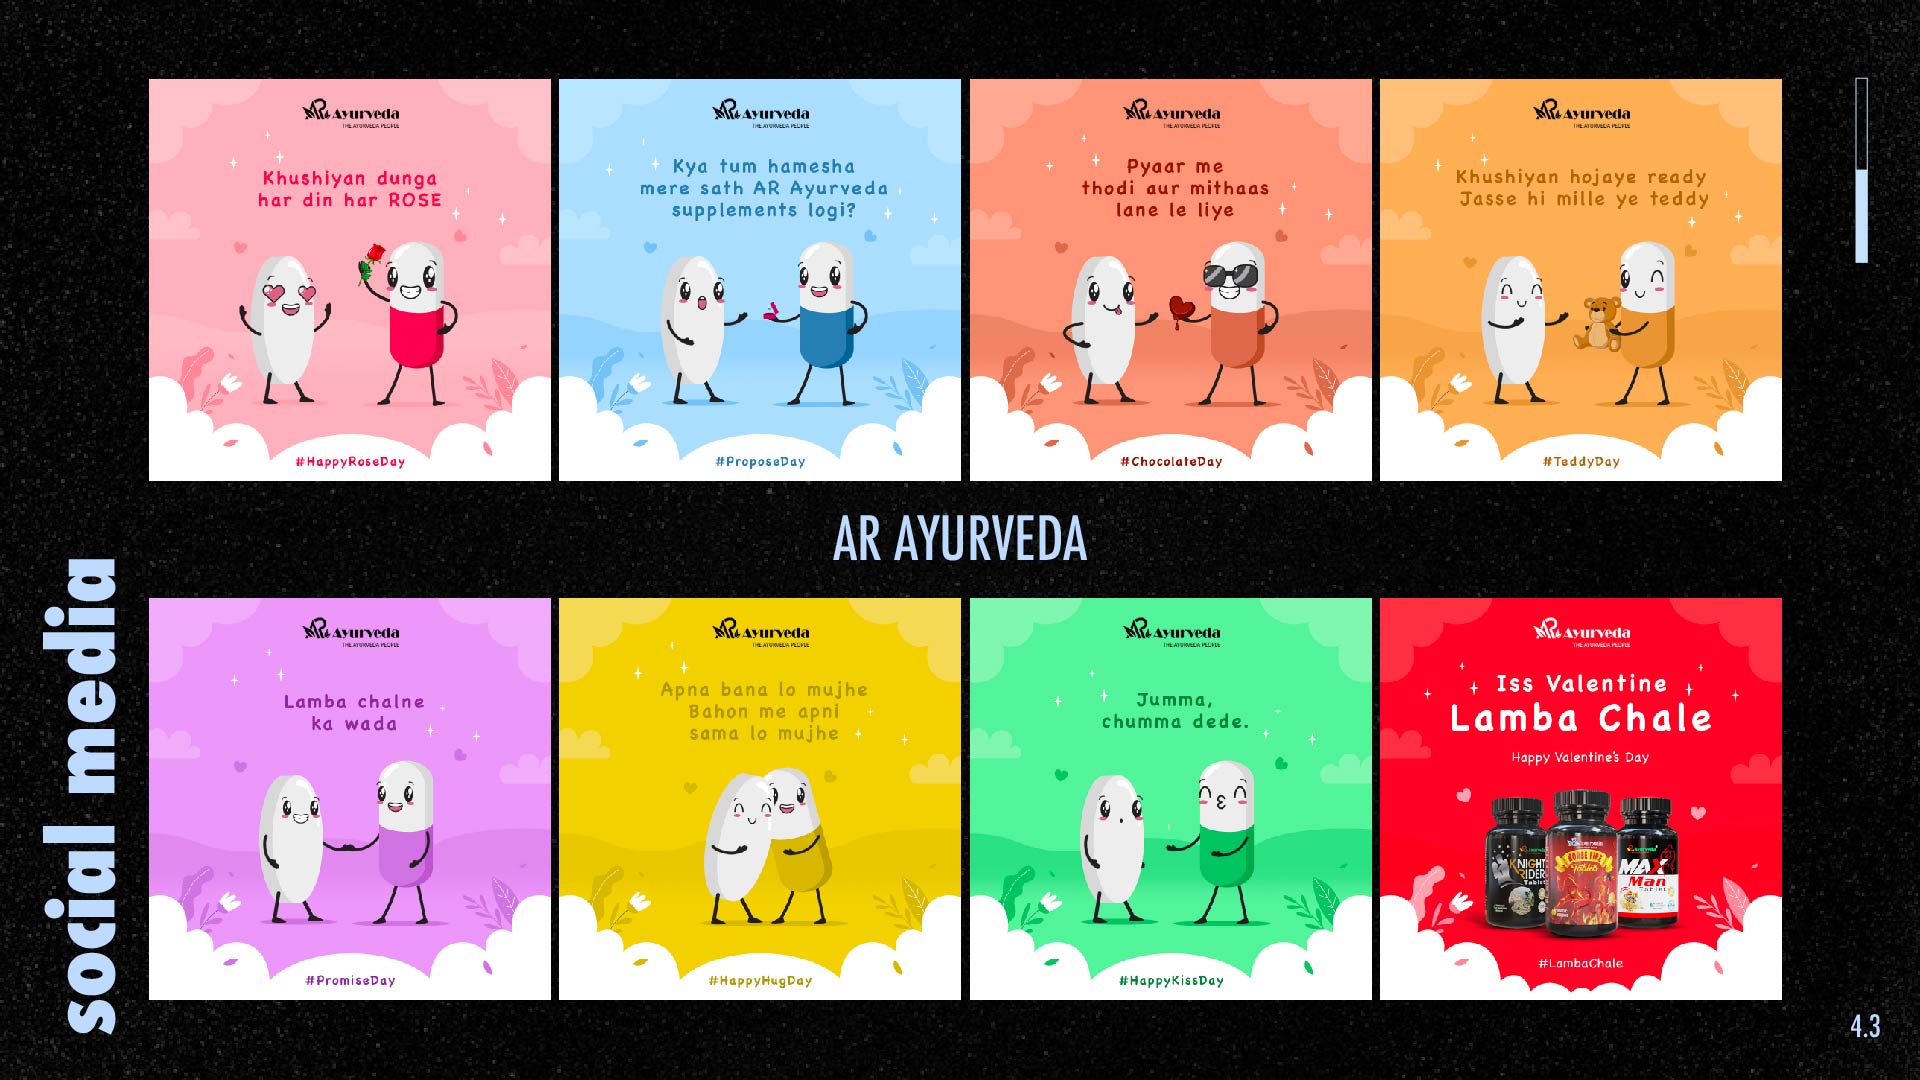 AR Ayurveda
THE AYURVEDA PEOPLE
Khushiyan dunga
har din har ROSE
#HappyRoseDay
AR Ayurveda
THE AYURVEDA PEOPLE
Kya tum hamesha
mere sath AR Ayurveda
supplements logi?
#ProposeDay
AR Ayurveda
THE AYURVEDA PEOPLE
Pyaar me
thodi aur mithaas
lane le liye
#ChocolateDay
AR Ayurveda
THE AYURVEDA PEOPLE
Khushiyan hojaye ready
Jasse hi mille ye teddy
#TeddyDay
AR AYURVEDA
social media
AR Ayurveda
THE AYURVEDA PEOPLE
Lamba chalne
ka wada
#PromiseDay
AR Ayurveda
THE AYURVEDA PEOPLE
Apna bana lo mujhe
Bahon me apni
sama lo mujhe
#HappyHugDay
AR Ayurveda
THE AYURVEDA PEOPLE
Jumma,
chumma dede.
#HappyKissDay
AR Ayurveda
THE AYURVEDA PEOPLE
Iss Valentine
Lamba Chale
Happy Valentine's Day
KNIGHT
RIDER
Tablet
HORSE FIRE
Tablets
MAX
Man
TABLET
#LambaChale
4.3